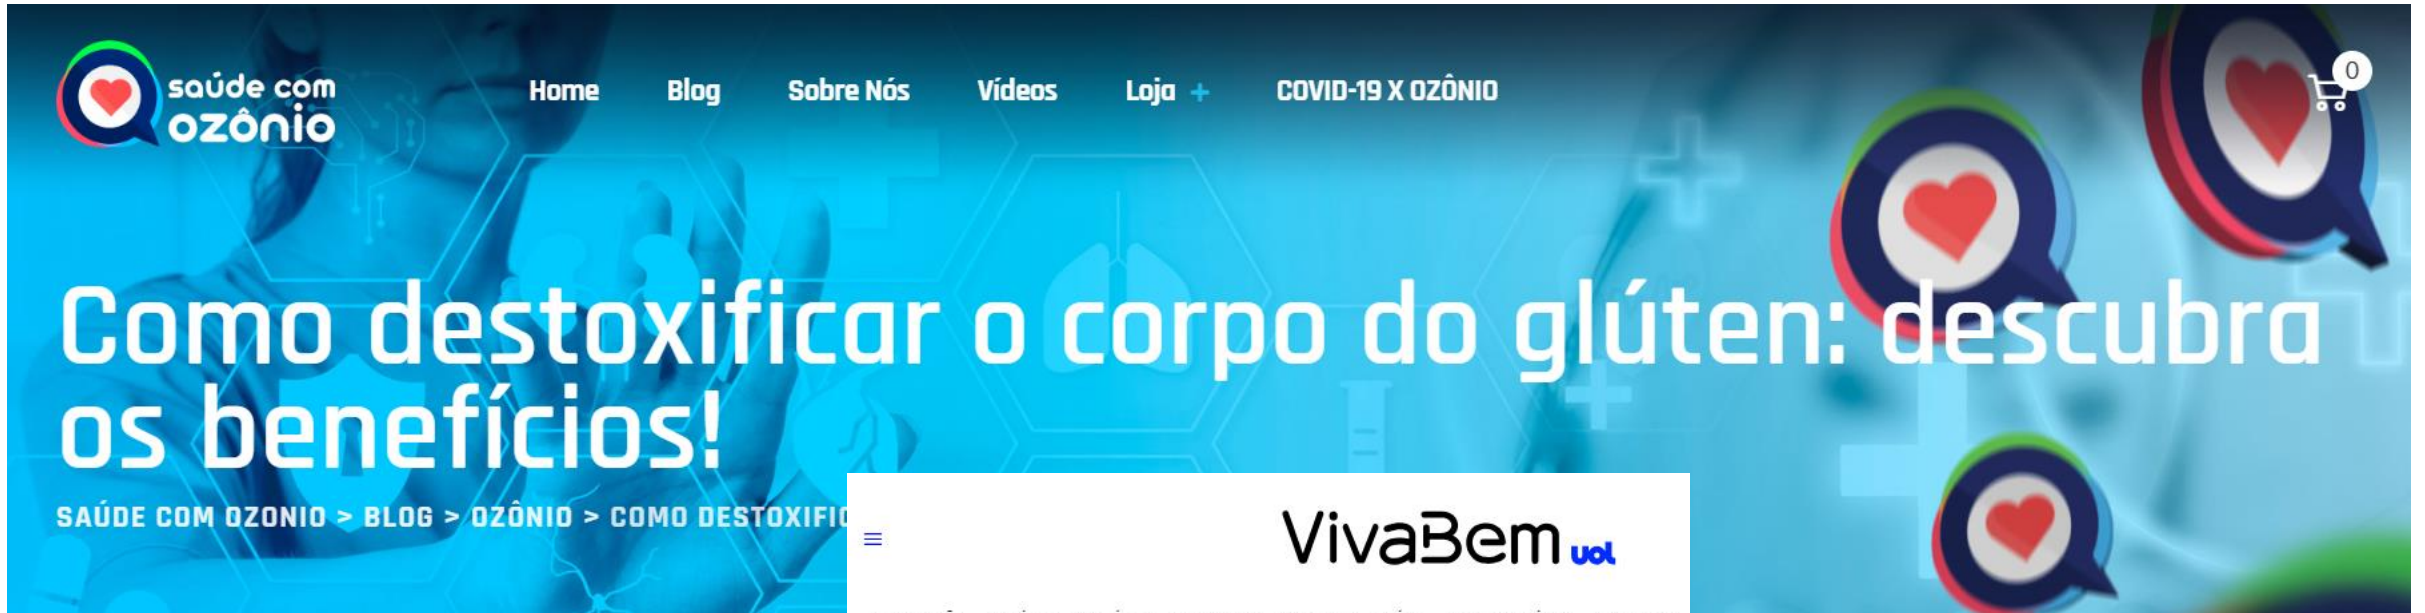 saúde com
ozônio
Home Blog Sobre Nós Vídeos Loja + COVID-19 X OZÔNIO
0
Como destoxificar o corpo do glúten: descubra
os benefícios!
SAÚDE COM OZONIO > BLOG > OZÔNIO > COMO DESTOXIFIC
VivaBem uol